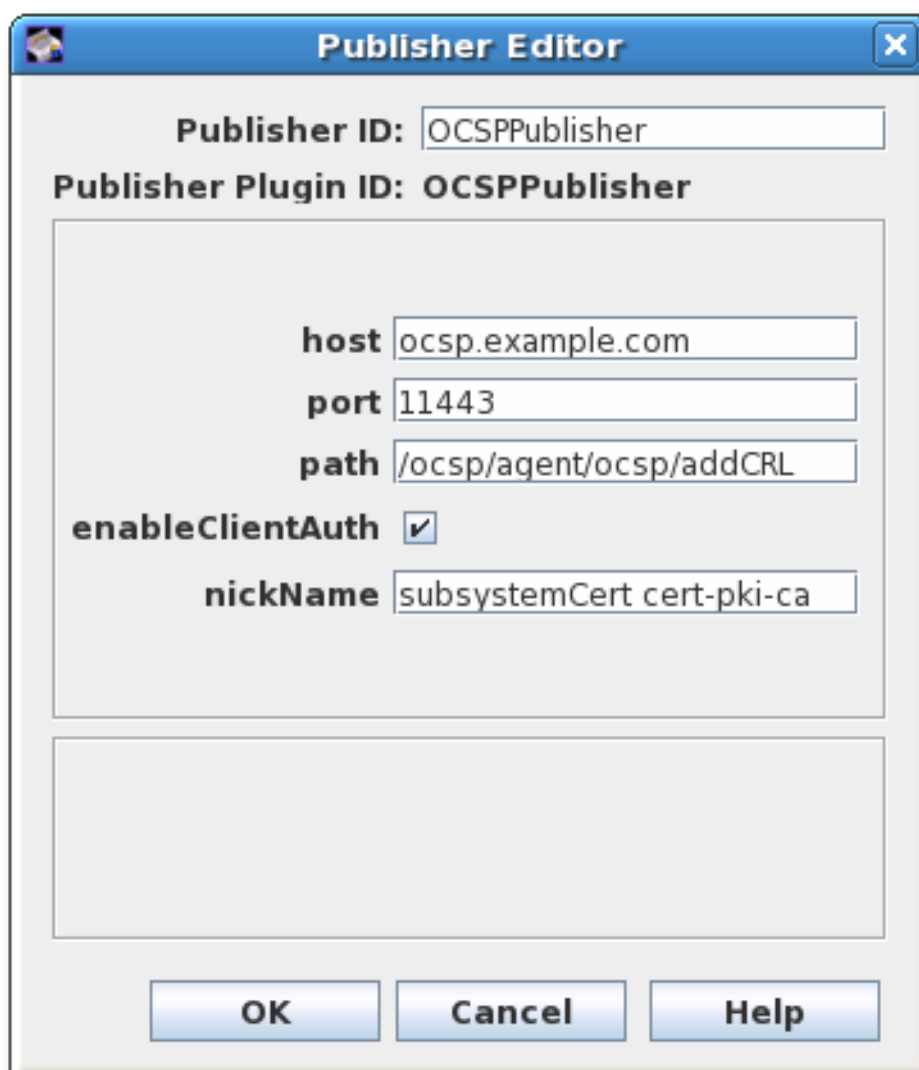 Publisher Editor
Publisher ID: OCSPPublisher
Publisher Plugin ID: OCSPPublisher
host ocsp.example.com
port 11443
path /ocsp/agent/ocsp/addCRL
enableClientAuth
nickName subsystemCert cert-pki-ca
OK Cancel Help